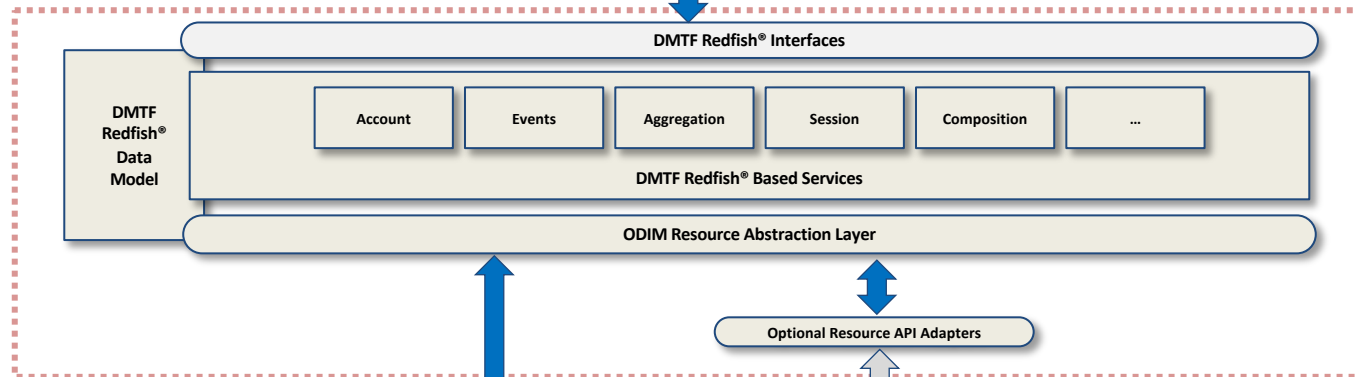 DMTF Redfish® Interfaces
DMTF
Redfish®
Data
Model
Account
Events
Aggregation
Session
Composition
...
DMTF Redfish® Based Services
ODIM Resource Abstraction Layer
Optional Resource API Adapters